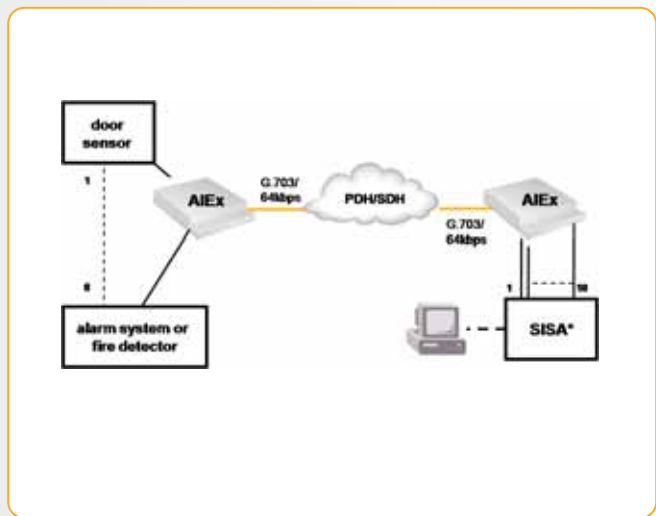 door
sensor
1
8
alarm system or
fire detector
AIEx
G.703/
64kbps
PDH/SDH
G.703/
64kbps
AIEx
1
SISA*